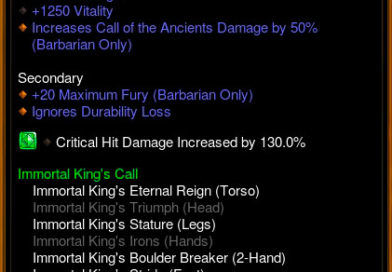 +1250 Vitality
Increases Call of the Ancients Damage by 50%
(Barbarian Only)
Secondary
+20 Maximum Fury (Barbarian Only)
Ignores Durability Loss
Critical Hit Damage Increased by 130.0%
Immortal King's Call
Immortal King's Eternal Reign (Torso)
Immortal King's Triumph (Head)
Immortal King's Stature (Legs)
Immortal King's Irons (Hands)
Immortal King's Boulder Breaker (2-Hand)